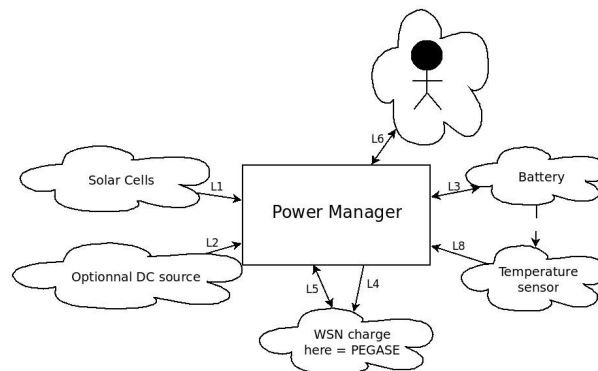 L6
Solar Cells
L1
Power Manager
L3
Battery
L2
Optionnal DC source
L8
Temperature
sensor
L5
L4
WSN charge
here = PEGASE